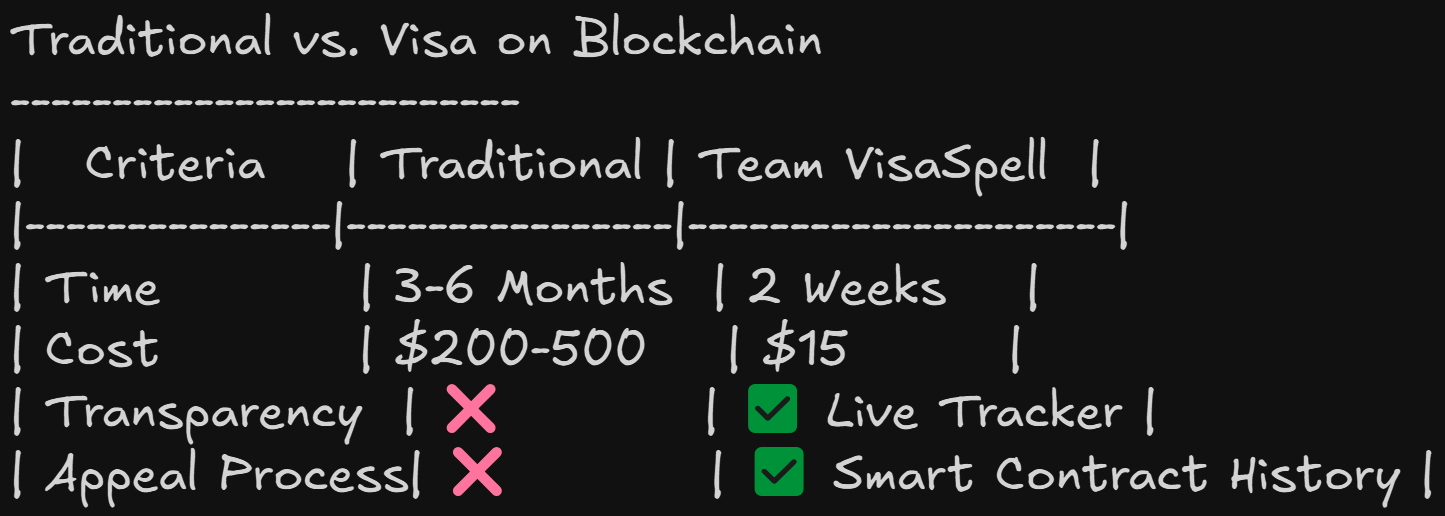 Traditional vs. Visa on Blockchain
-------------------------
| Criteria | Traditional | Team VisaSpell |
|---------------|----------------|---------------------|
| Time | 3-6 Months | 2 Weeks |
| Cost | $200-500 | $15 |
| Transparency | ❌ | ✅ Live Tracker |
| Appeal Process| ❌ | ✅ Smart Contract History |